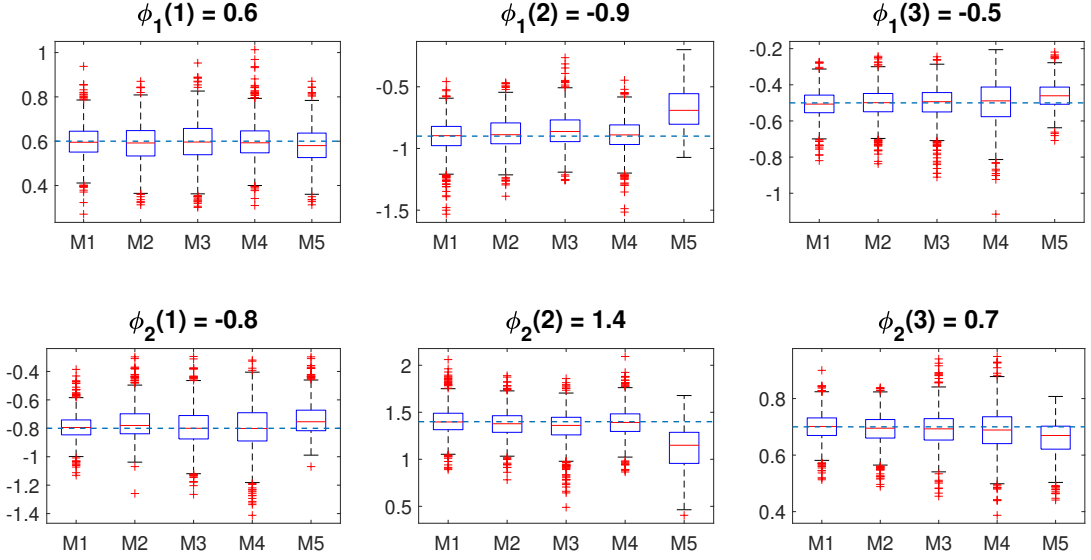 ϕ₁(1) = 0.6
1
0.8
0.6
0.4
M1 M2 M3 M4 M5
ϕ₁(2) = -0.9
-0.5
-1
-1.5
M1 M2 M3 M4 M5
ϕ₁(3) = -0.5
-0.2
-0.4
-0.6
-0.8
-1
M1 M2 M3 M4 M5
ϕ₂(1) = -0.8
-0.4
-0.6
-0.8
-1
-1.2
-1.4
M1 M2 M3 M4 M5
ϕ₂(2) = 1.4
2
1.5
1
0.5
M1 M2 M3 M4 M5
ϕ₂(3) = 0.7
0.8
0.6
0.4
M1 M2 M3 M4 M5